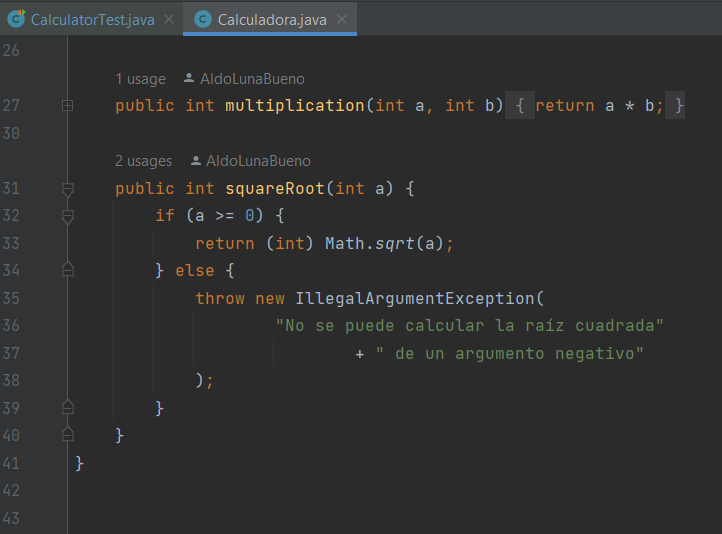 CalculatorTest.java × Calculadora.java ×
26
1 usage AldoLunaBueno
27 public int multiplication(int a, int b) { return a * b; }
30
2 usages AldoLunaBueno
31 public int squareRoot(int a) {
32 if (a >= 0) {
33 return (int) Math.sqrt(a);
34 } else {
35 throw new IllegalArgumentException(
36 "No se puede calcular la raíz cuadrada"
37 + " de un argumento negativo"
38 );
39 }
40 }
41 }
42
43